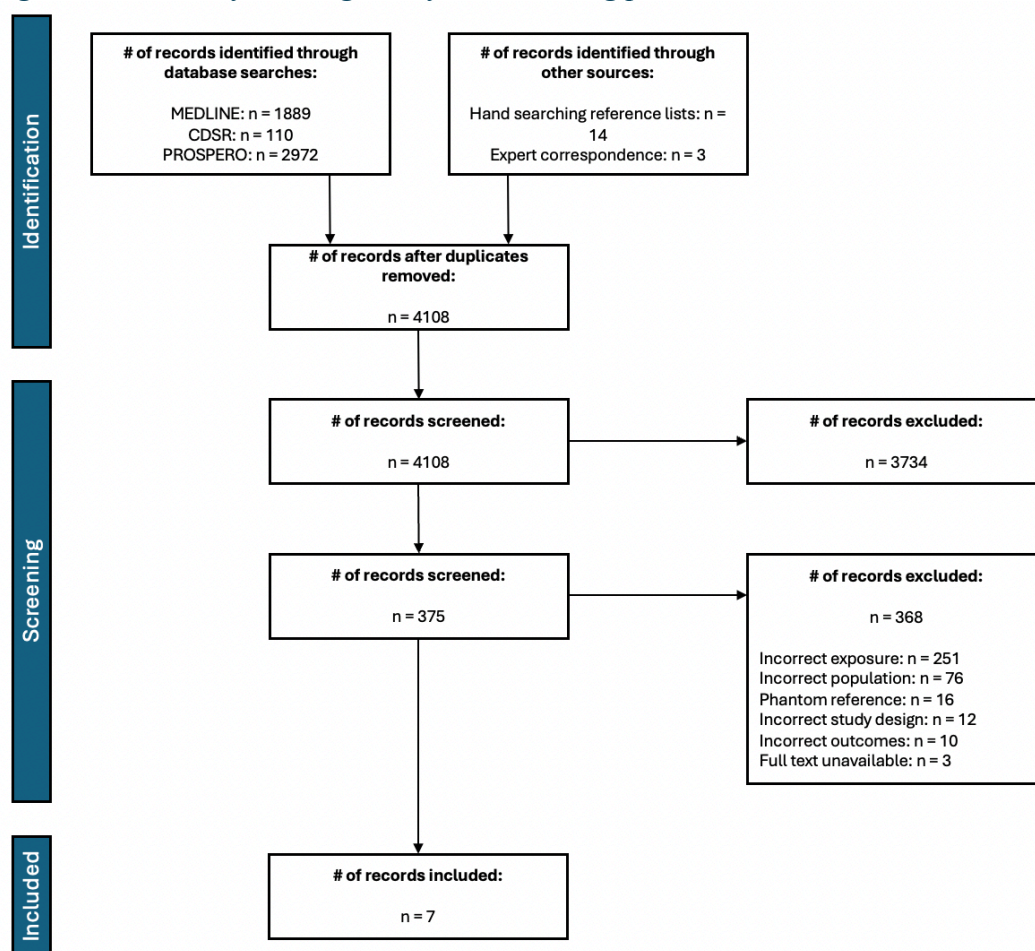 Identification
# of records identified through
database searches:
MEDLINE: n = 1889
CDSR: n = 110
PROSPERO: n = 2972
# of records identified through
other sources:
Hand searching reference lists: n =
14
Expert correspondence: n = 3
# of records after duplicates
removed:
n = 4108
Screening
# of records screened:
n = 4108
# of records excluded:
n = 3734
# of records screened:
n = 375
# of records excluded:
n = 368
Incorrect exposure: n = 251
Incorrect population: n = 76
Phantom reference: n = 16
Incorrect study design: n = 12
Incorrect outcomes: n = 10
Full text unavailable: n = 3
Included
# of records included:
n = 7